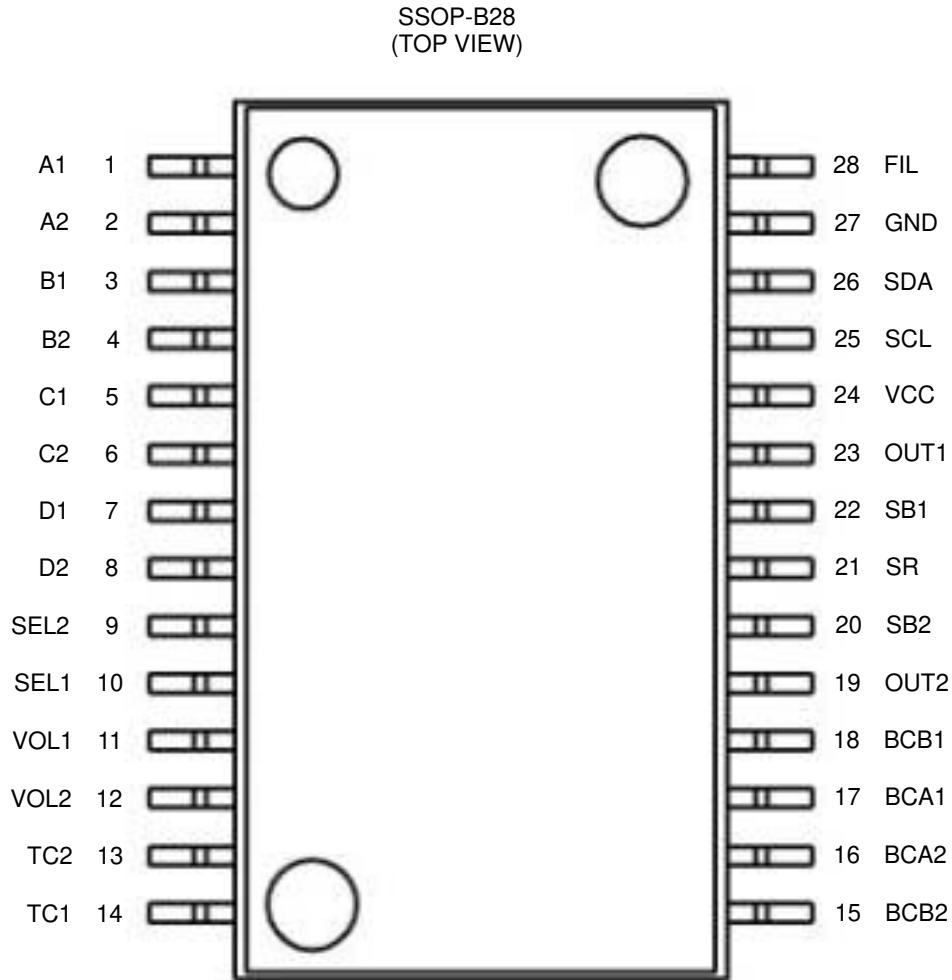 SSOP-B28
(TOP VIEW)
A1 1 28 FIL
A2 2 27 GND
B1 3 26 SDA
B2 4 25 SCL
C1 5 24 VCC
C2 6 23 OUT1
D1 7 22 SB1
D2 8 21 SR
SEL2 9 20 SB2
SEL1 10 19 OUT2
VOL1 11 18 BCB1
VOL2 12 17 BCA1
TC2 13 16 BCA2
TC1 14 15 BCB2